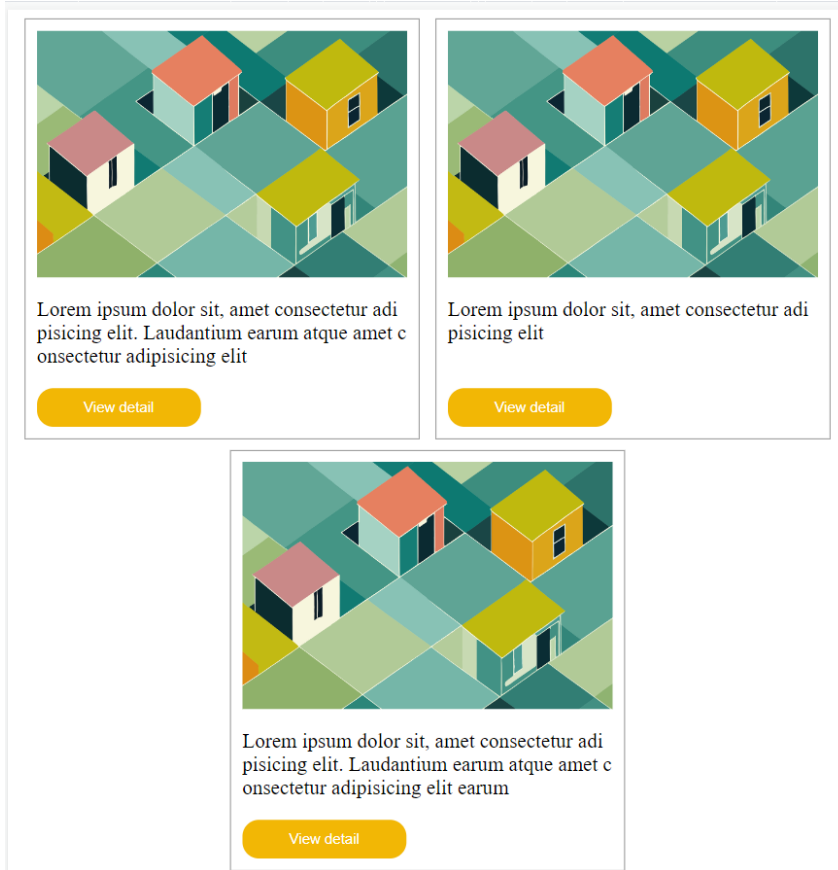 Lorem ipsum dolor sit, amet consectetur adi
pisicing elit. Laudantium earum atque amet c
onsectetur adipisicing elit
View detail
Lorem ipsum dolor sit, amet consectetur adi
pisicing elit
View detail
Lorem ipsum dolor sit, amet consectetur adi
pisicing elit. Laudantium earum atque amet c
onsectetur adipisicing elit earum
View detail